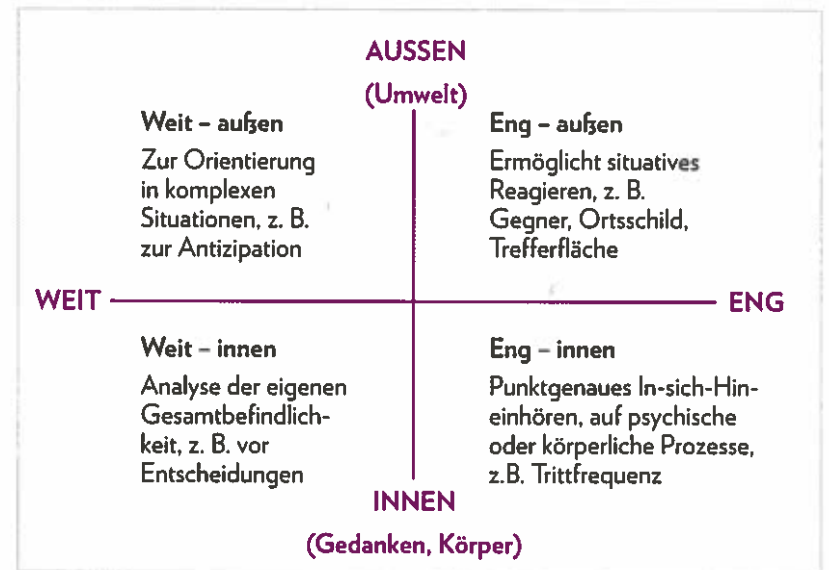 AUSSEN
(Umwelt)
Weit – außen
Zur Orientierung
in komplexen
Situationen, z. B.
zur Antizipation
Eng – außen
Ermöglicht situatives
Reagieren, z. B.
Gegner, Ortsschild,
Trefferfläche
WEIT
ENG
Weit – innen
Analyse der eigenen
Gesamtbefindlich-
keit, z. B. vor
Entscheidungen
Eng – innen
Punktgenaues In-sich-Hin-
einhören, auf psychische
oder körperliche Prozesse,
z.B. Trittfrequenz
INNEN
(Gedanken, Körper)